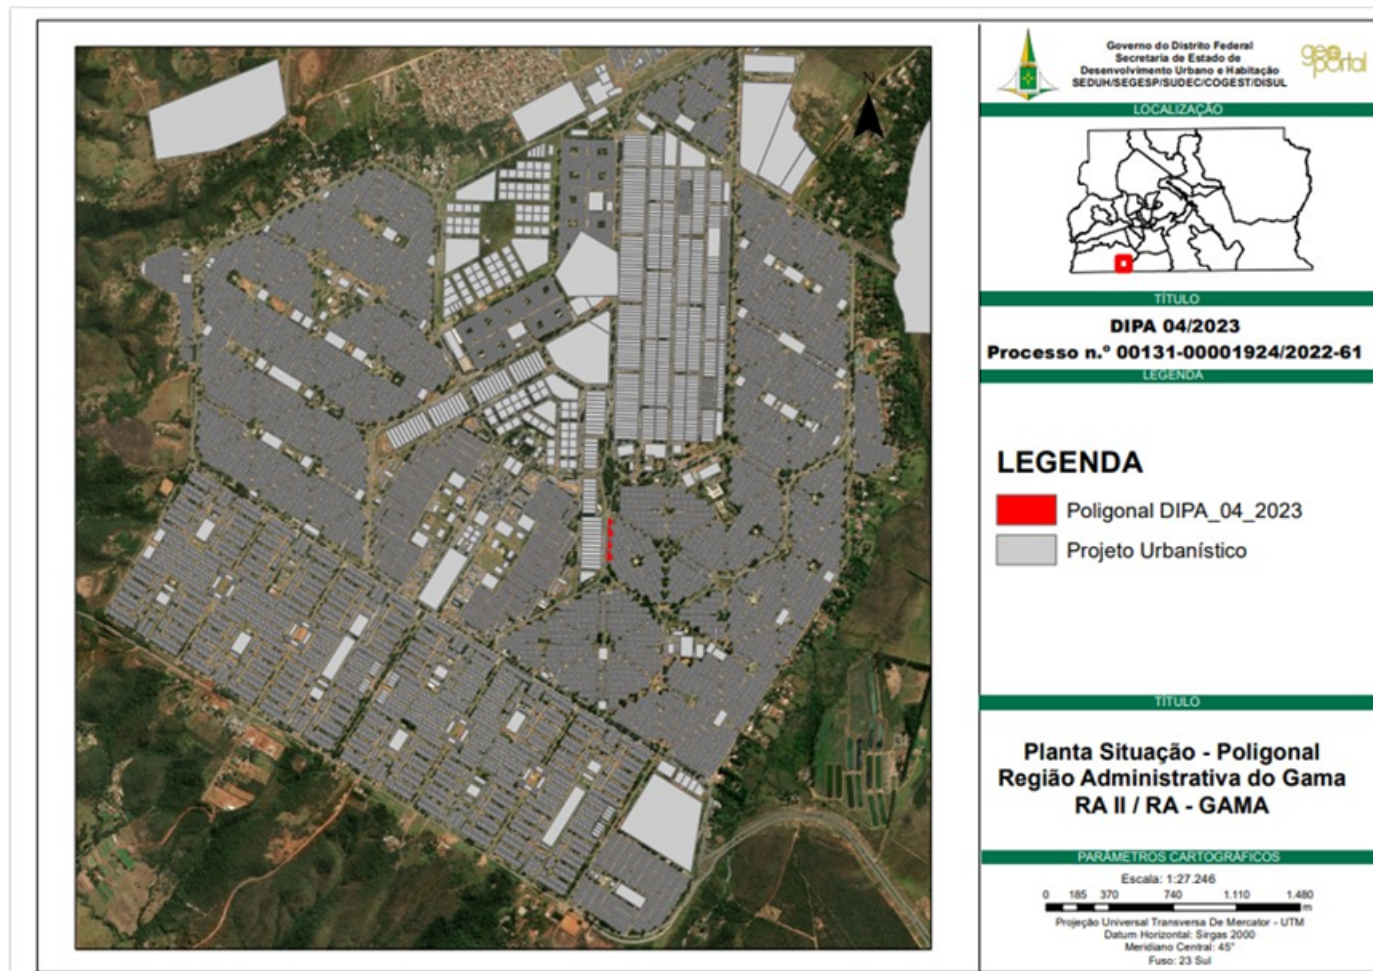 N
Governo do Distrito Federal
Secretaria de Estado de
Desenvolvimento Urbano e Habitação
SEDUH/SEGESP/SUDEC/COGEST/DISUL
geo
portal
LOCALIZAÇÃO
TÍTULO
DIPA 04/2023
Processo n.º 00131-00001924/2022-61
LEGENDA
LEGENDA
Poligonal DIPA_04_2023
Projeto Urbanístico
TÍTULO
Planta Situação - Poligonal
Região Administrativa do Gama
RA II / RA - GAMA
PARÂMETROS CARTOGRÁFICOS
Escala: 1:27.246
0 185 370 740 1.110 1.480
m
Projeção Universal Transversa De Mercator - UTM
Datum Horizontal: Sirgas 2000
Meridiano Central: 45°
Fuso: 23 Sul